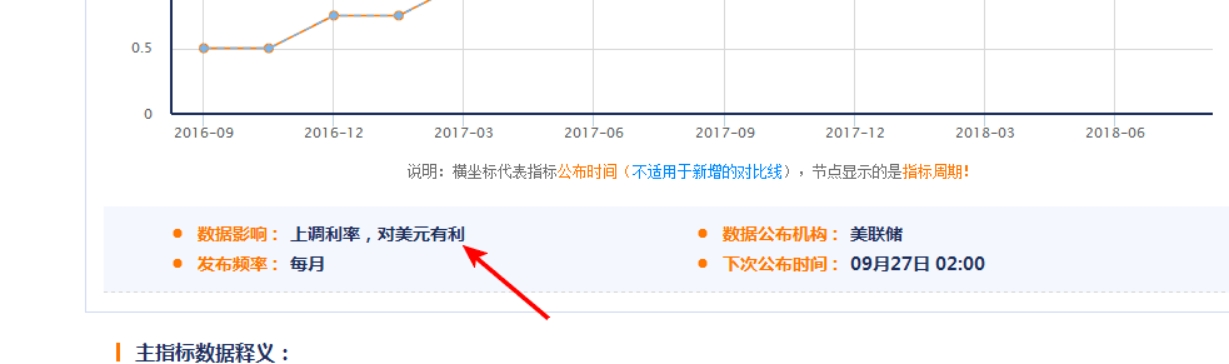 0.5
0
2016-09 2016-12 2017-03 2017-06 2017-09 2017-12 2018-03 2018-06
说明：横坐标代表指标公布时间（不适用于新增的对比线），节点显示的是指标周期！
数据影响： 上调利率，对美元有利 数据公布机构： 美联储
发布频率： 每月 下次公布时间： 09月27日 02:00
主指标数据释义：